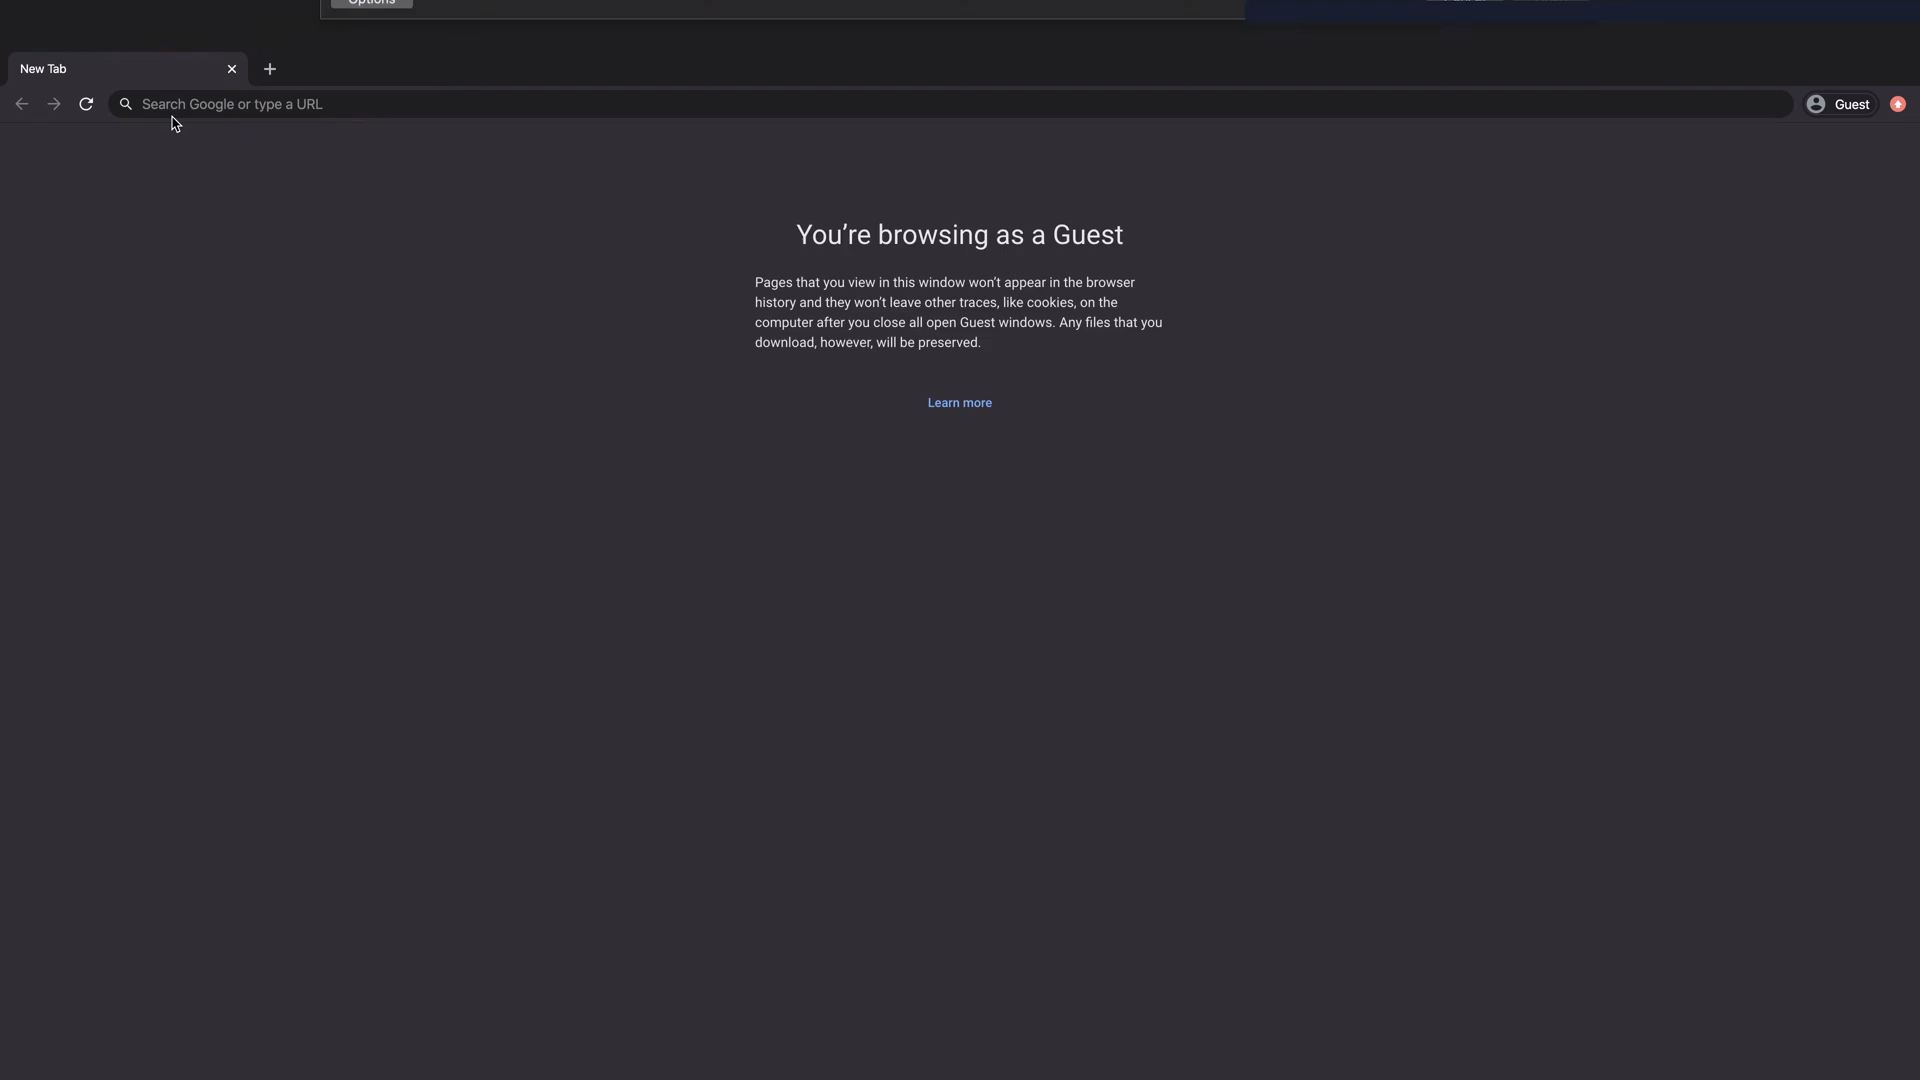 Options
New Tab
Search Google or type a URL
Guest
You're browsing as a Guest
Pages that you view in this window won't appear in the browser
history and they won't leave other traces, like cookies, on the
computer after you close all open Guest windows. Any files that you
download, however, will be preserved.
Learn more